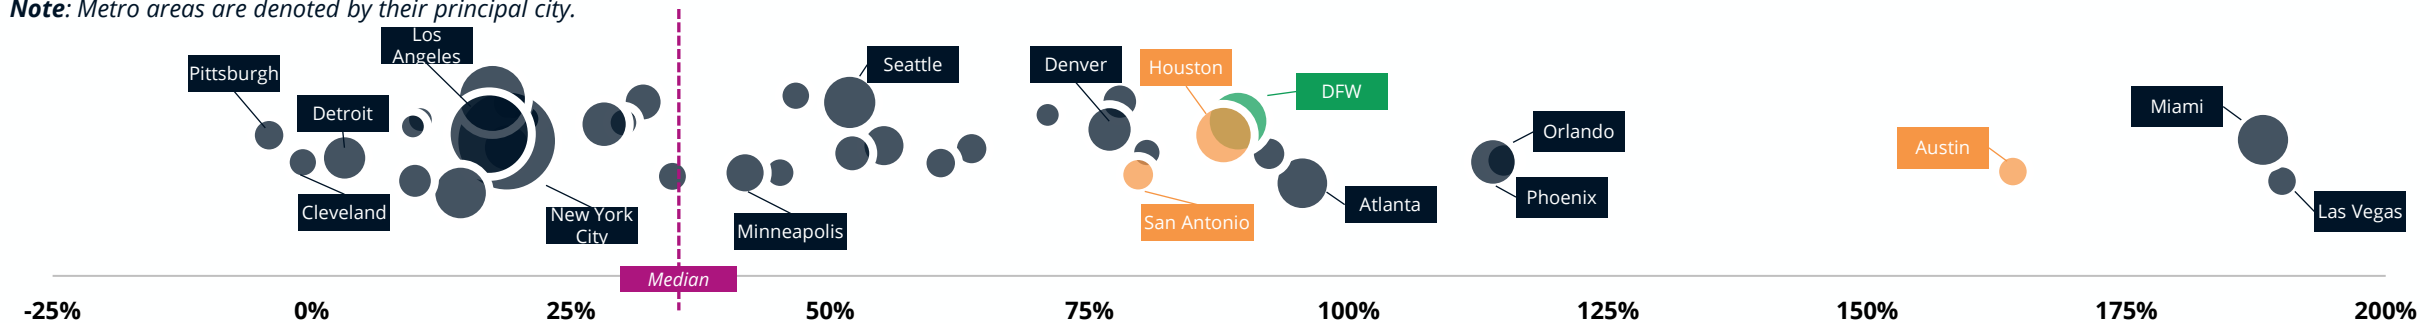 Note: Metro areas are denoted by their principal city.
Los
Angeles
Pittsburgh
Detroit
Cleveland
New York
City
Seattle
Minneapolis
Denver
Houston
DFW
San Antonio
Atlanta
Orlando
Phoenix
Austin
Miami
Las Vegas
Median
-25% 0% 25% 50% 75% 100% 125% 150% 175% 200%